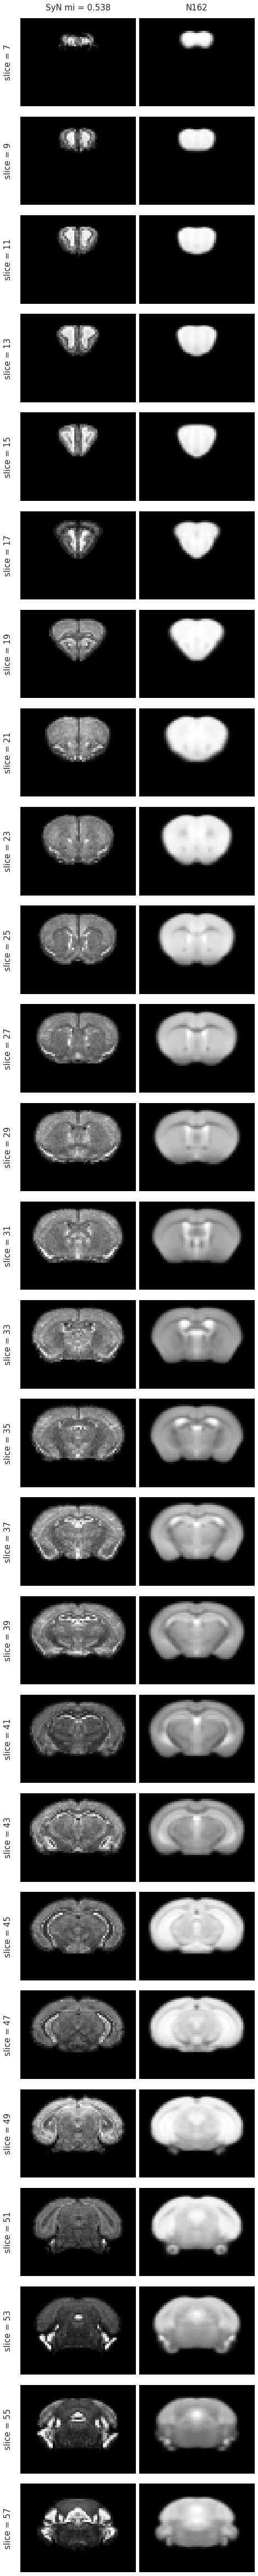 SyN mi = 0.538 N162
slice = 7
slice = 9
slice = 11
slice = 13
slice = 15
slice = 17
slice = 19
slice = 21
slice = 23
slice = 25
slice = 27
slice = 29
slice = 31
slice = 33
slice = 35
slice = 37
slice = 39
slice = 41
slice = 43
slice = 45
slice = 47
slice = 49
slice = 51
slice = 53
slice = 55
slice = 57